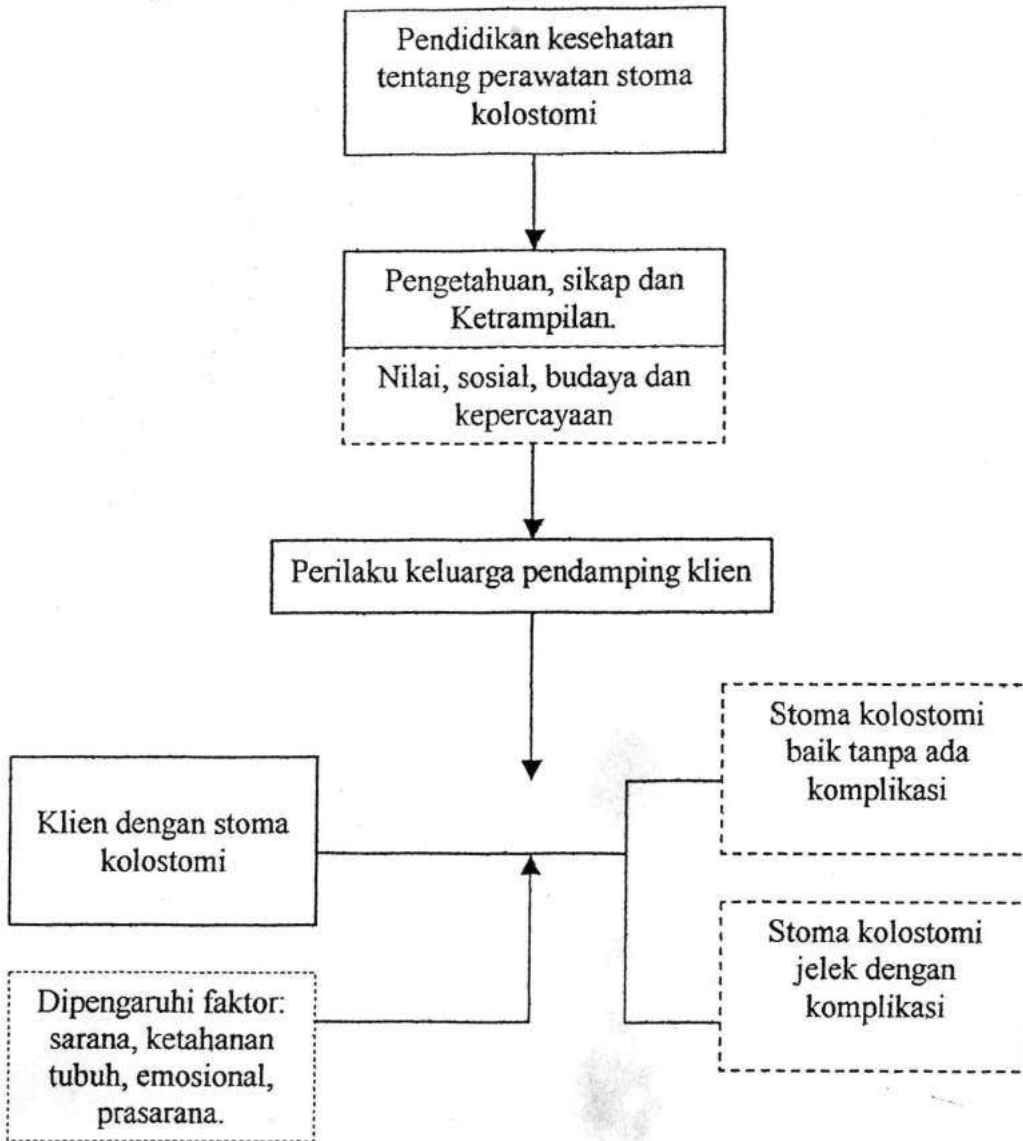 Pendidikan kesehatan
tentang perawatan stoma
kolostomi
Pengetahuan, sikap dan
Ketrampilan.
Nilai, sosial, budaya dan
kepercayaan
Perilaku keluarga pendamping klien
Stoma kolostomi
baik tanpa ada
komplikasi
Klien dengan stoma
kolostomi
Stoma kolostomi
jelek dengan
komplikasi
Dipengaruhi faktor:
sarana, ketahanan
tubuh, emosional,
prasarana.